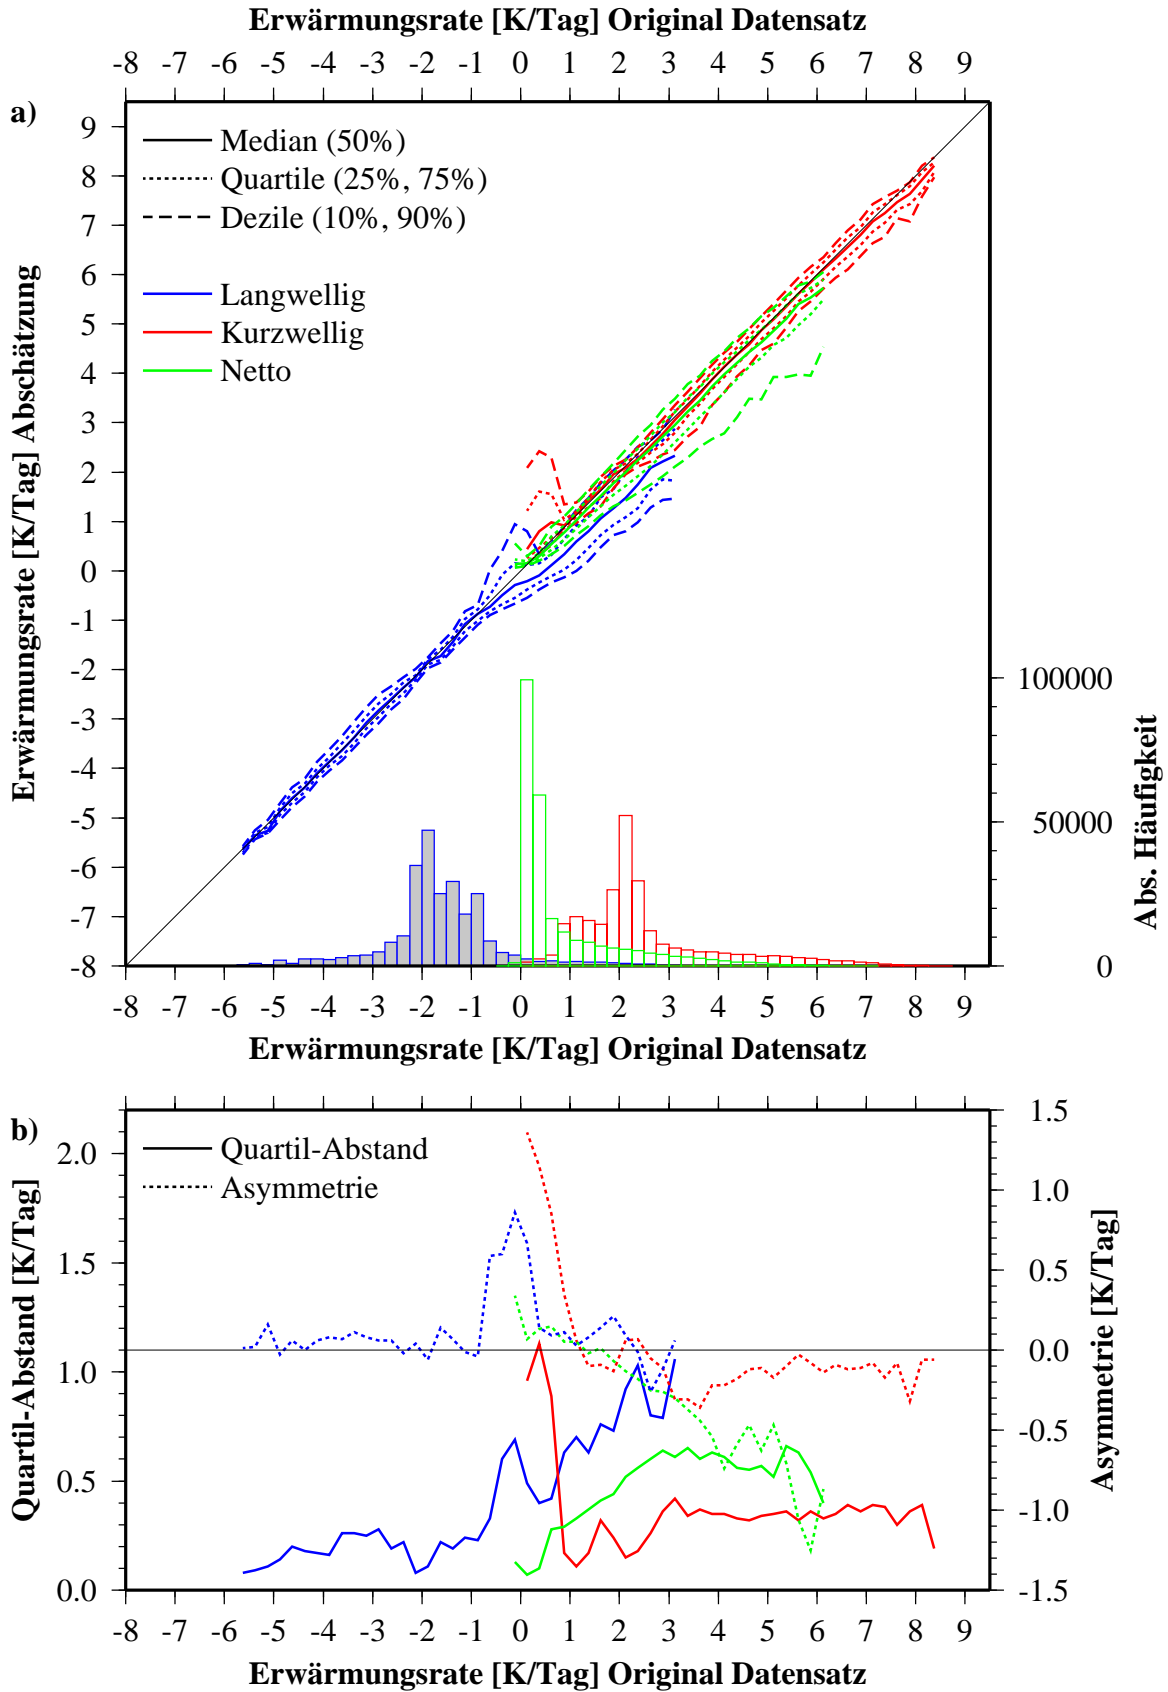 Erwärmungsrate [K/Tag] Original Datensatz
-8 -7 -6 -5 -4 -3 -2 -1 0 1 2 3 4 5 6 7 8 9
a)
Median (50%)
Quartile (25%, 75%)
Dezile (10%, 90%)
Langwellig
Kurzwellig
Netto
Erwärmungsrate [K/Tag] Abschätzung
9
8
7
6
5
4
3
2
1
0
-1
-2
-3
-4
-5
-6
-7
-8
100000
50000
0
Abs. Häufigkeit
-8 -7 -6 -5 -4 -3 -2 -1 0 1 2 3 4 5 6 7 8 9
Erwärmungsrate [K/Tag] Original Datensatz
b)
Quartil-Abstand
Asymmetrie
Quartil-Abstand [K/Tag]
2.0
1.5
1.0
0.5
0.0
1.5
1.0
0.5
0.0
-0.5
-1.0
-1.5
Asymmetrie [K/Tag]
-8 -7 -6 -5 -4 -3 -2 -1 0 1 2 3 4 5 6 7 8 9
Erwärmungsrate [K/Tag] Original Datensatz